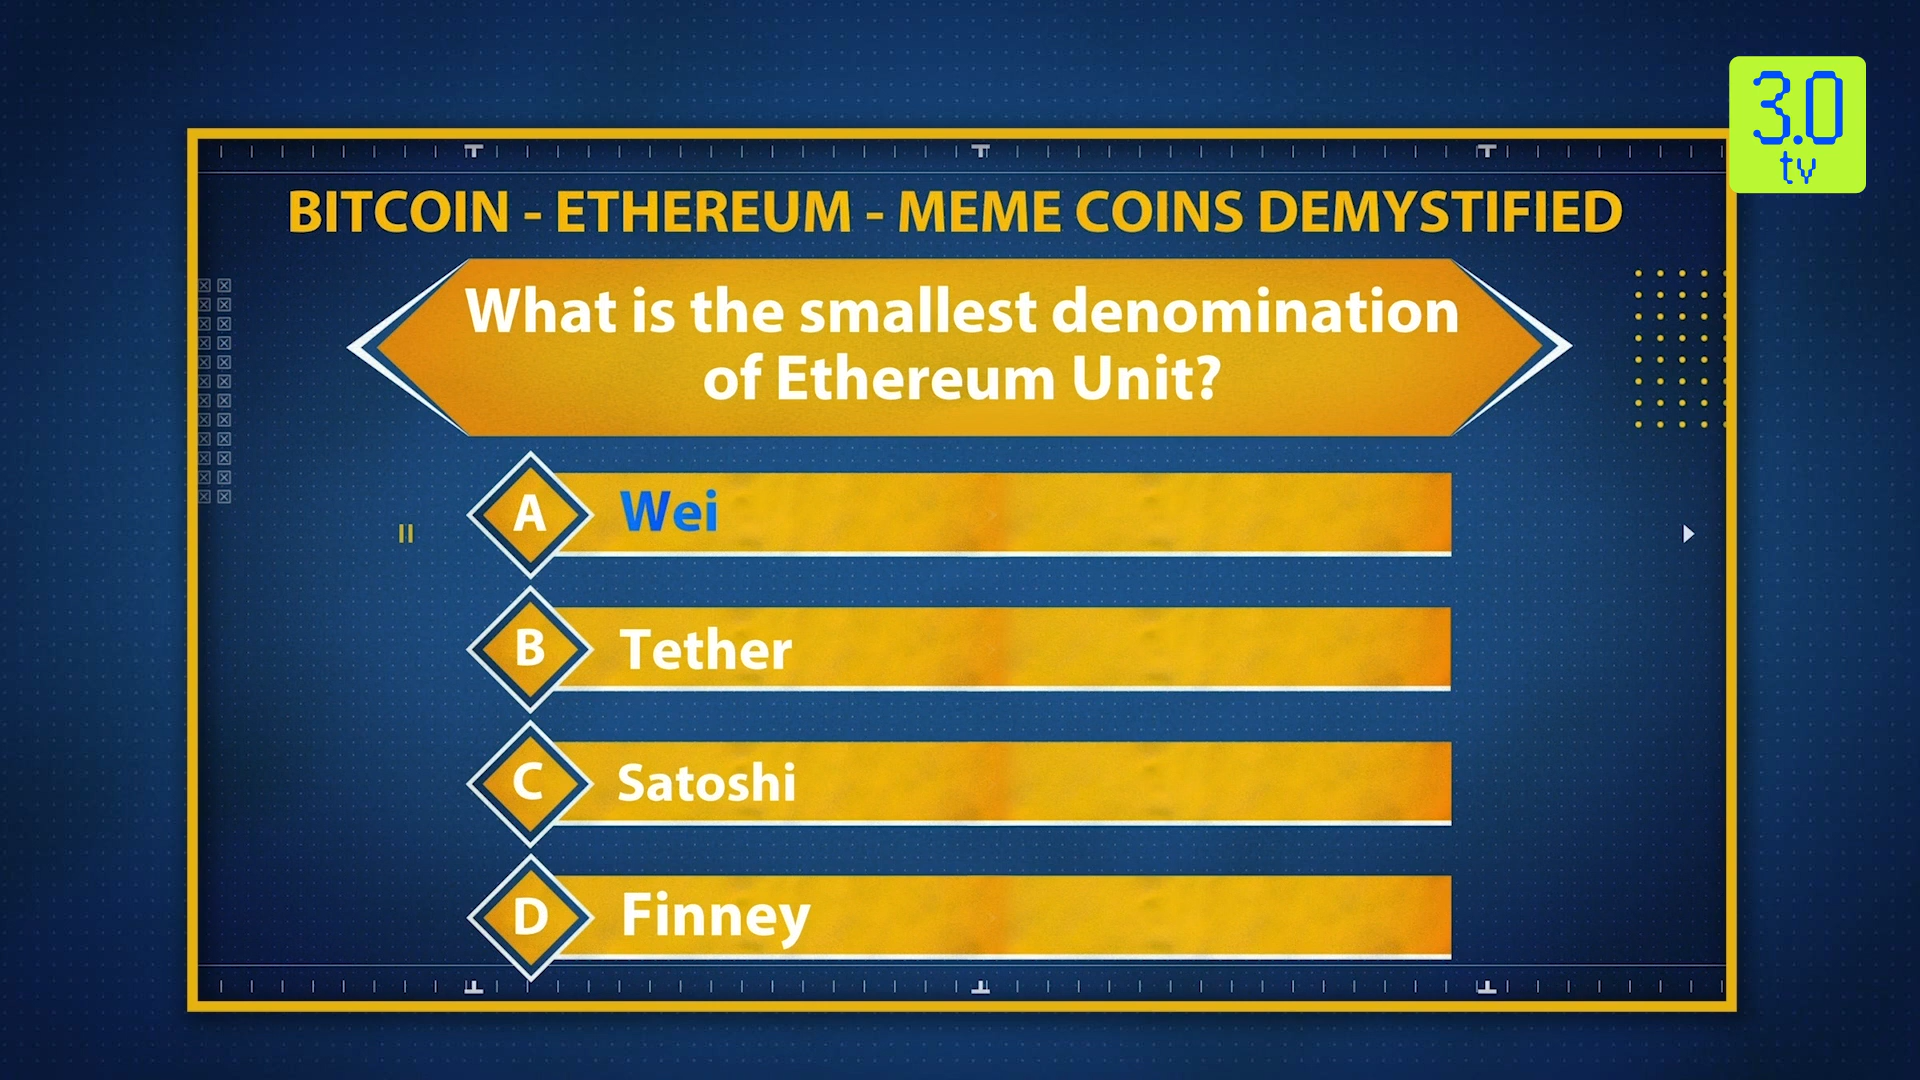 3.0
tv
BITCOIN - ETHEREUM - MEME COINS DEMYSTIFIED
What is the smallest denomination
of Ethereum Unit?
A Wei
B Tether
C Satoshi
D Finney